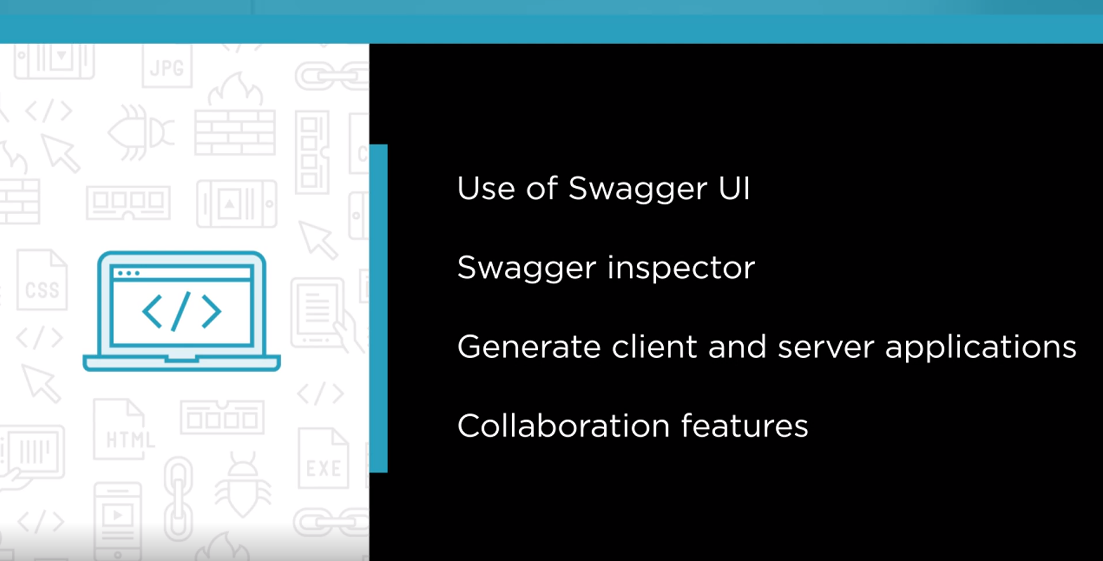 JPG
CSS
HTML
EXE
</>
Use of Swagger UI
Swagger inspector
Generate client and server applications
Collaboration features